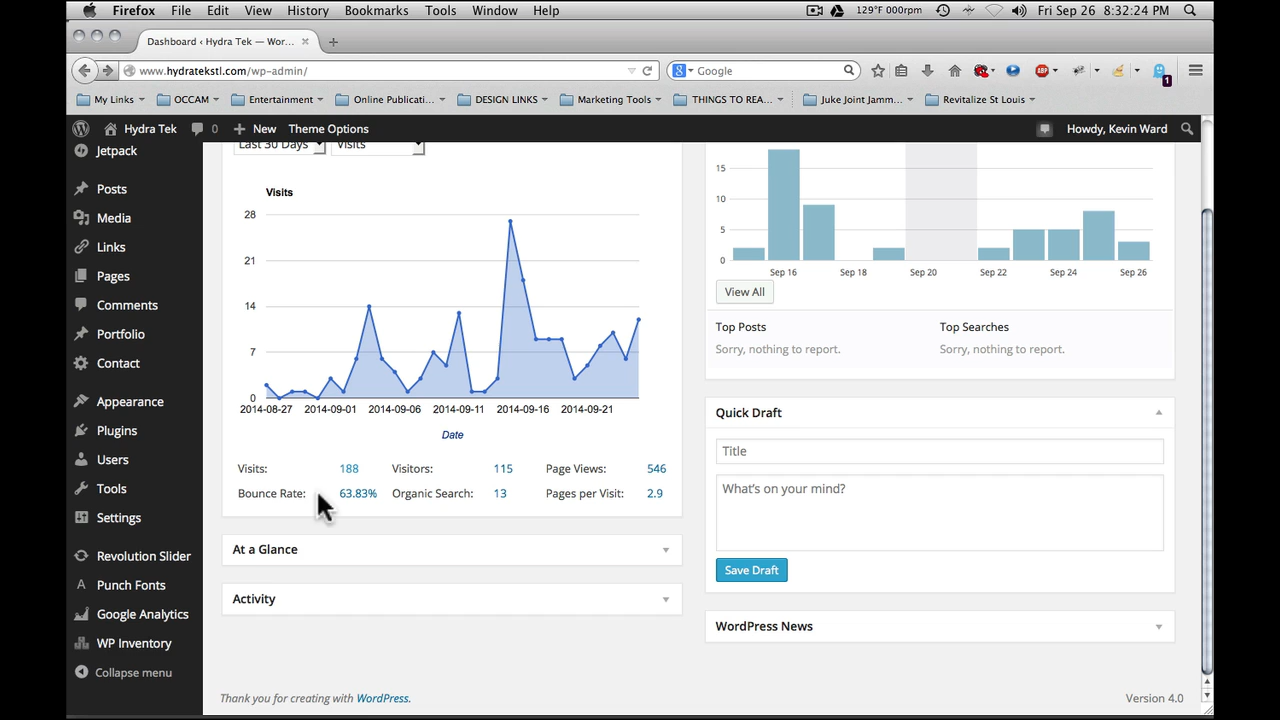 Firefox File Edit View History Bookmarks Tools Window Help 129°F 000rpm Fri Sep 26 8:32:24 PM
Dashboard ‹ Hydra Tek — Wor...
www.hydratekstl.com/wp-admin/ Google
My Links OCCAM Entertainment Online Publicati... DESIGN LINKS Marketing Tools THINGS TO REA... Juke Joint Jamm... Revitalize St Louis
1
Hydra Tek 0 New Theme Options Howdy, Kevin Ward
Jetpack
Posts
Media
Links
Pages
Comments
Portfolio
Contact
Appearance
Plugins
Users
Tools
Settings
Revolution Slider
Punch Fonts
Google Analytics
WP Inventory
Collapse menu
Last 30 Days Visits
Visits
28
21
14
7
0
2014-08-27 2014-09-01 2014-09-06 2014-09-11 2014-09-16 2014-09-21
Date
Visits: 188 Visitors: 115 Page Views: 546
Bounce Rate: 63.83% Organic Search: 13 Pages per Visit: 2.9
At a Glance
Activity
15
10
5
0
Sep 16 Sep 18 Sep 20 Sep 22 Sep 24 Sep 26
View All
Top Posts Top Searches
Sorry, nothing to report. Sorry, nothing to report.
Quick Draft
Title
What's on your mind?
Save Draft
WordPress News
Thank you for creating with WordPress. Version 4.0